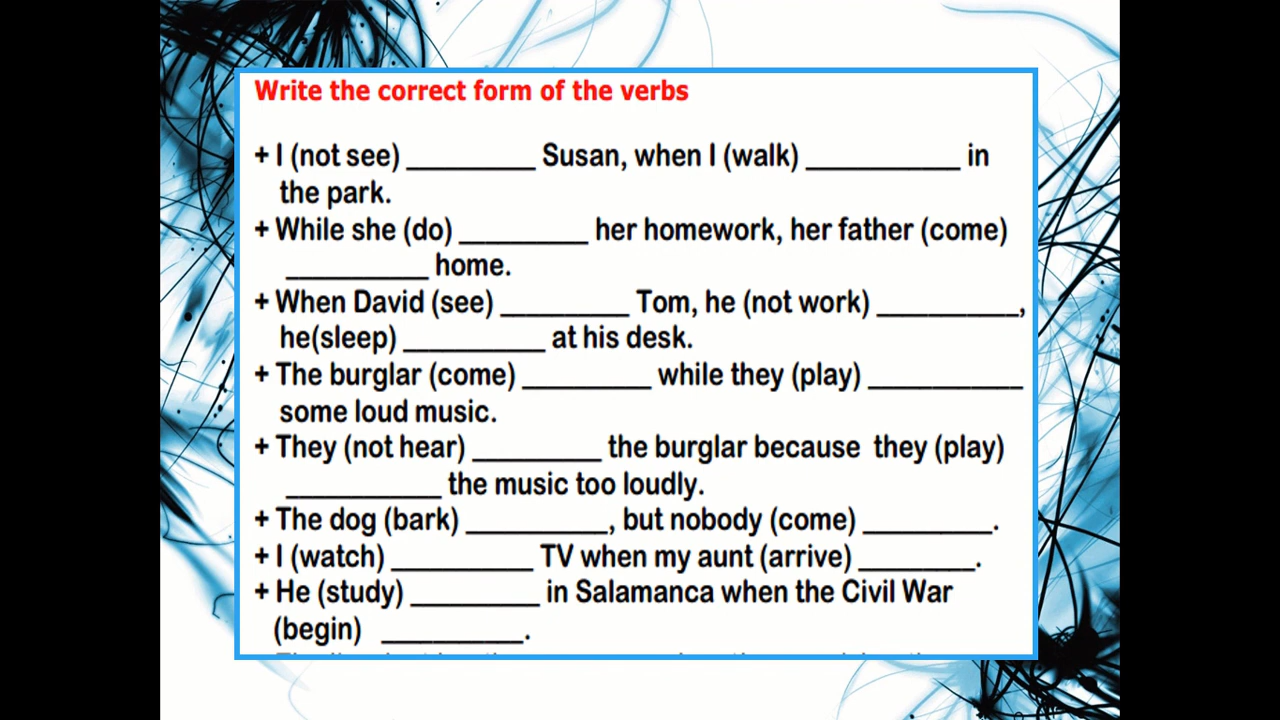 Write the correct form of the verbs
+ I (not see) _________ Susan, when I (walk) ___________ in
the park.
+ While she (do) _________ her homework, her father (come)
__________ home.
+ When David (see) _________ Tom, he (not work) __________,
he(sleep) __________ at his desk.
+ The burglar (come) _________ while they (play) ___________
some loud music.
+ They (not hear) _________ the burglar because they (play)
___________ the music too loudly.
+ The dog (bark) __________, but nobody (come) _________.
+ I (watch) __________ TV when my aunt (arrive) ________.
+ He (study) _________ in Salamanca when the Civil War
(begin) __________.